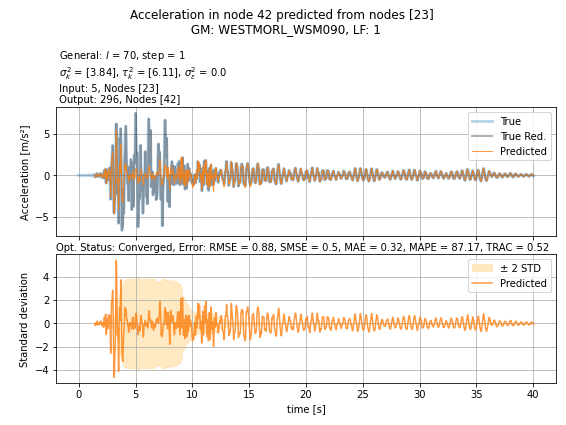 Acceleration in node 42 predicted from nodes [23]
GM: WESTMORL_WSM090, LF: 1
General: l = 70, step = 1
σ²ₖ = [3.84], τ²ₖ = [6.11], σ²ₑ = 0.0
Input: 5, Nodes [23]
Output: 296, Nodes [42]
Acceleration [m/s²]
5
0
−5
True
True Red.
Predicted
Opt. Status: Converged, Error: RMSE = 0.88, SMSE = 0.5, MAE = 0.32, MAPE = 87.17, TRAC = 0.52
Standard deviation
4
2
0
−2
−4
± 2 STD
Predicted
0 5 10 15 20 25 30 35 40
time [s]